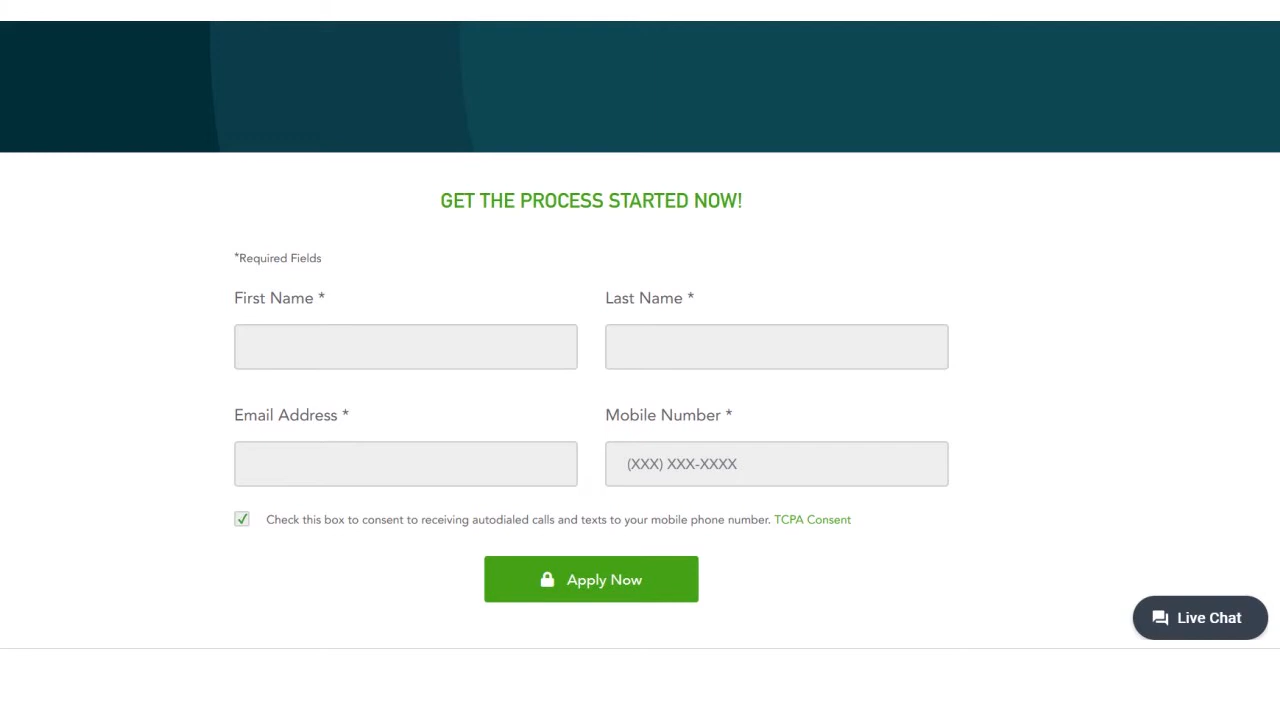 GET THE PROCESS STARTED NOW!
*Required Fields
First Name *
Last Name *
Email Address *
Mobile Number *
(XXX) XXX-XXXX
Check this box to consent to receiving autodialed calls and texts to your mobile phone number. TCPA Consent
Apply Now
Live Chat